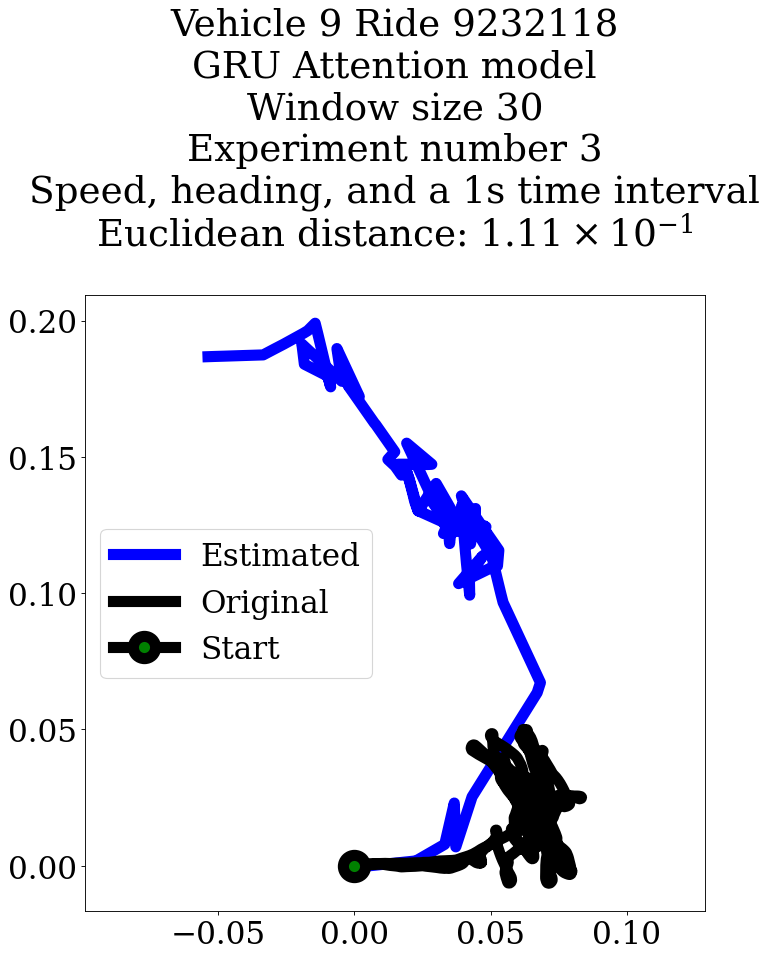 Vehicle 9 Ride 9232118
GRU Attention model
Window size 30
Experiment number 3
Speed, heading, and a 1s time interval
Euclidean distance: 1.11 × 10⁻¹
0.20
0.15
0.10
0.05
0.00
Estimated
Original
Start
−0.05
0.00
0.05
0.10